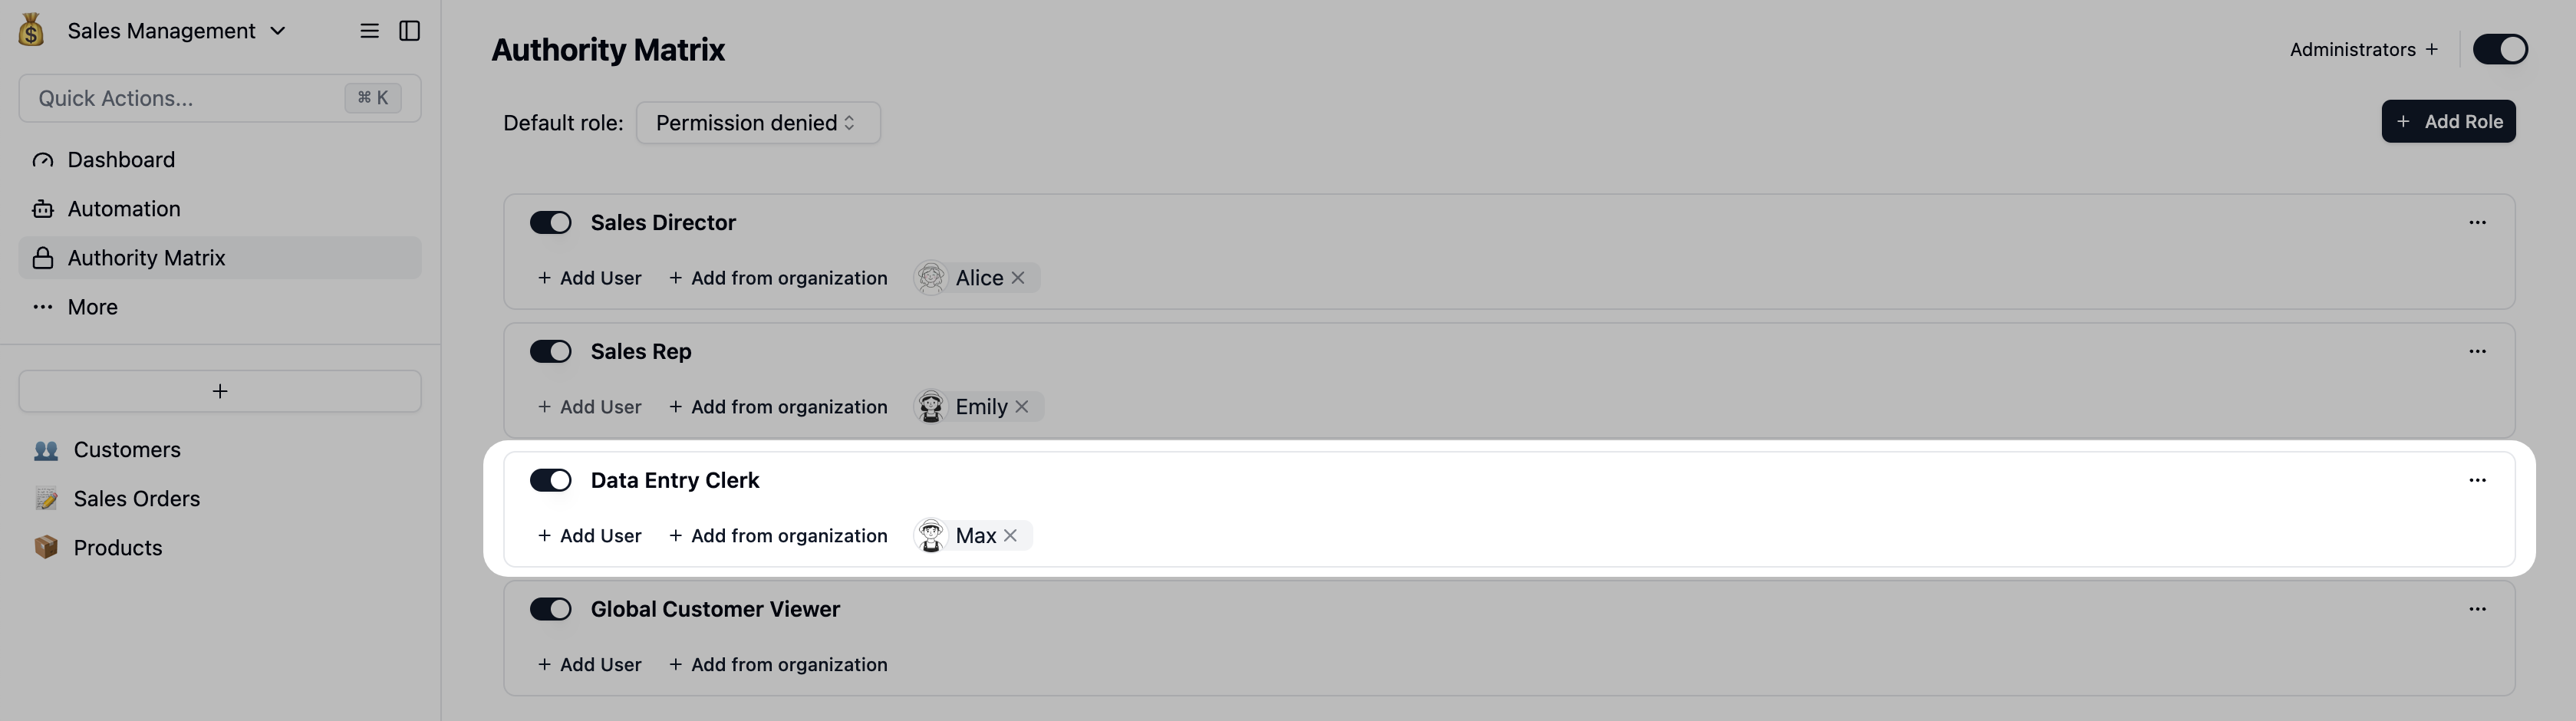 Sales Management
Quick Actions...
⌘ K
Dashboard
Automation
Authority Matrix
More
+
Customers
Sales Orders
Products
Authority Matrix
Administrators +
Default role: Permission denied
+ Add Role
Sales Director
+ Add User + Add from organization Alice ×
Sales Rep
+ Add User + Add from organization Emily ×
Data Entry Clerk
+ Add User + Add from organization Max ×
Global Customer Viewer
+ Add User + Add from organization